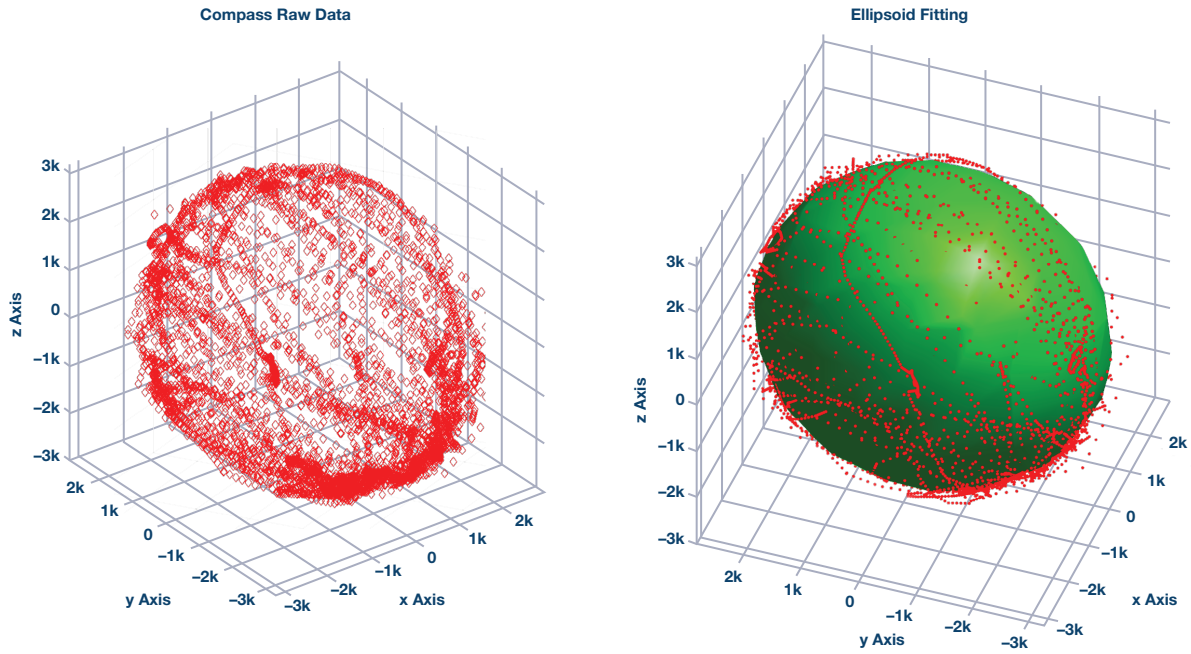 Compass Raw Data
3k
2k
1k
0
−1k
−2k
−3k
z Axis
2k
1k
0
−1k
−2k
−3k
y Axis
−3k
−2k
−1k
0
1k
2k
x Axis
Ellipsoid Fitting
3k
2k
1k
0
−1k
−2k
−3k
z Axis
2k
1k
0
−1k
−2k
−3k
y Axis
2k
1k
0
−1k
−2k
−3k
x Axis